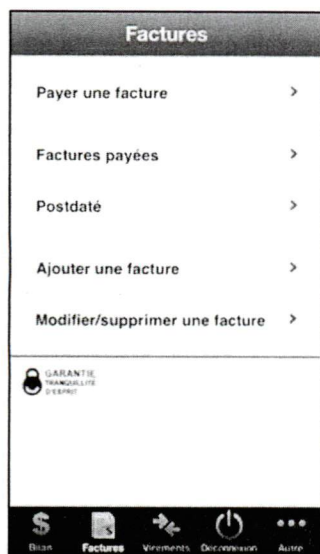 Factures
Payer une facture
Factures payées
Postdaté
Ajouter une facture
Modifier/supprimer une facture
GARANTIE
TRANQUILLITÉ
D'ESPRIT
Bilan Factures Virements Déconnexion Autre